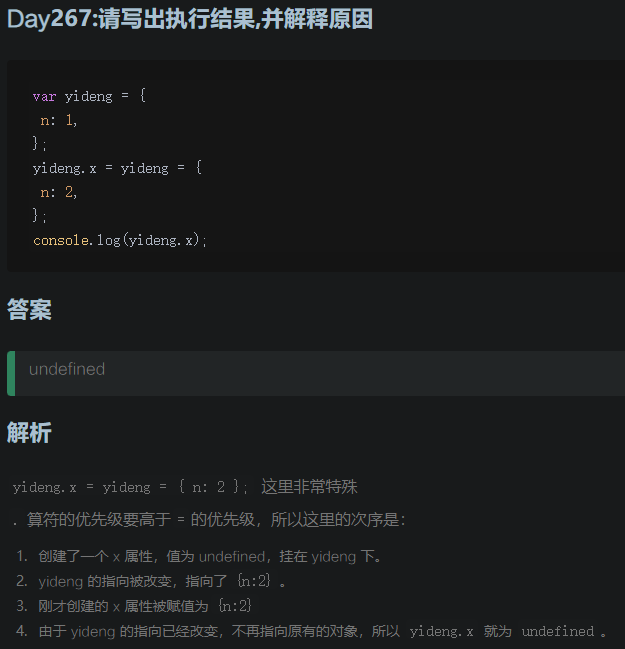 Day267:请写出执行结果,并解释原因
var yideng = {
n: 1,
};
yideng.x = yideng = {
n: 2,
};
console.log(yideng.x);
答案
undefined
解析
yideng.x = yideng = { n: 2 }; 这里非常特殊
. 算符的优先级要高于 = 的优先级，所以这里的次序是：
1. 创建了一个 x 属性，值为 undefined，挂在 yideng 下。
2. yideng 的指向被改变，指向了 {n:2} 。
3. 刚才创建的 x 属性被赋值为 {n:2}
4. 由于 yideng 的指向已经改变，不再指向原有的对象，所以 yideng.x 就为 undefined 。